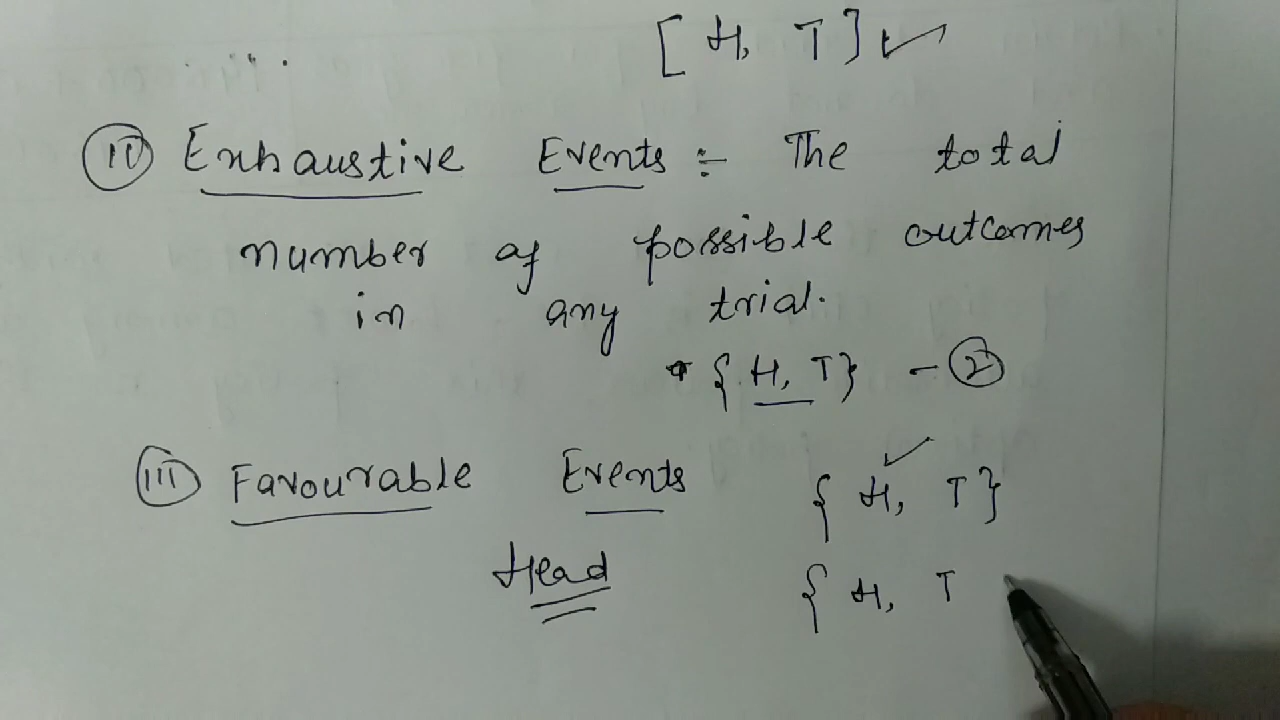 [H, T] ✓
(ii) Exhaustive Events :- The total
number of possible outcomes
in any trial.
{H, T} - ②
(iii) Favourable Events {H, T}
Head {H, T